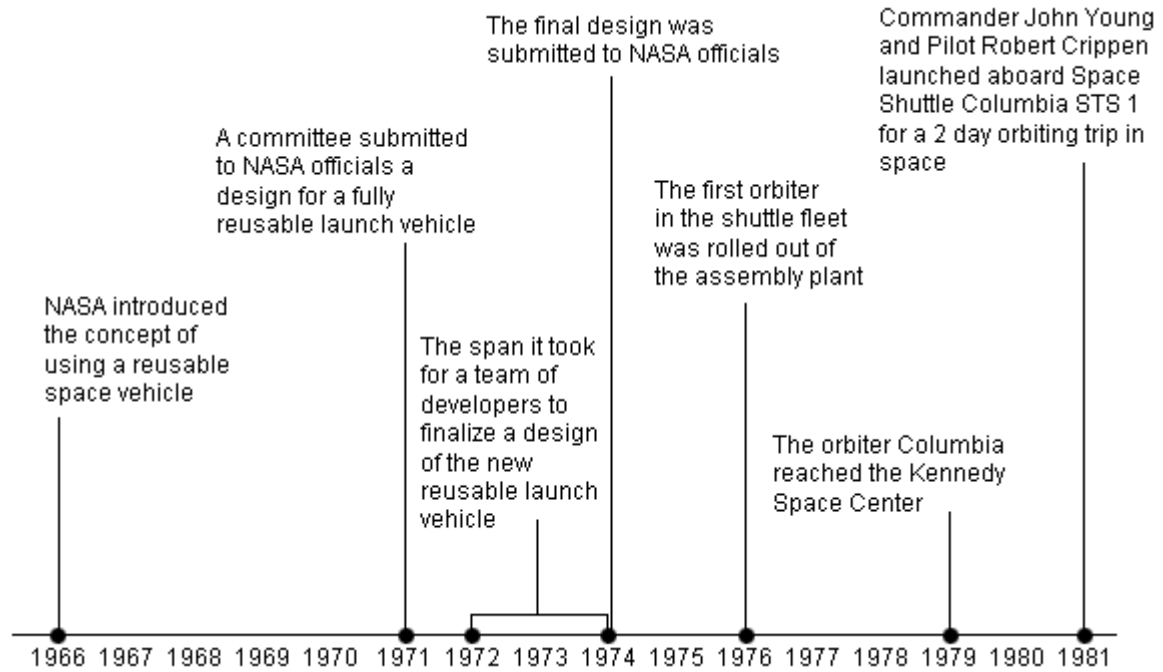 The final design was
submitted to NASA officials
Commander John Young
and Pilot Robert Crippen
launched aboard Space
Shuttle Columbia STS 1
for a 2 day orbiting trip in
space
A committee submitted
to NASA officials a
design for a fully
reusable launch vehicle
The first orbiter
in the shuttle fleet
was rolled out of
the assembly plant
NASA introduced
the concept of
using a reusable
space vehicle
The span it took
for a team of
developers to
finalize a design
of the new
reusable launch
vehicle
The orbiter Columbia
reached the Kennedy
Space Center
1966 1967 1968 1969 1970 1971 1972 1973 1974 1975 1976 1977 1978 1979 1980 1981